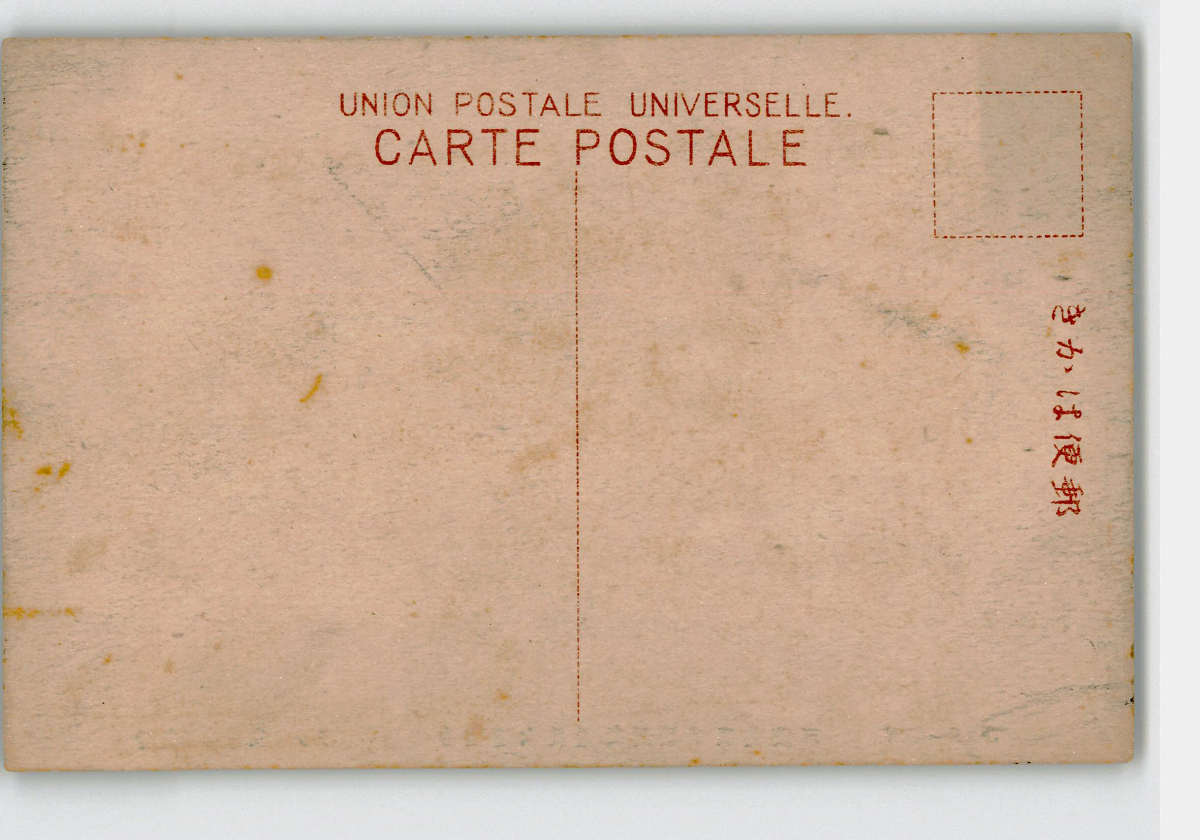 UNION POSTALE UNIVERSELLE.
CARTE POSTALE
郵便はかき